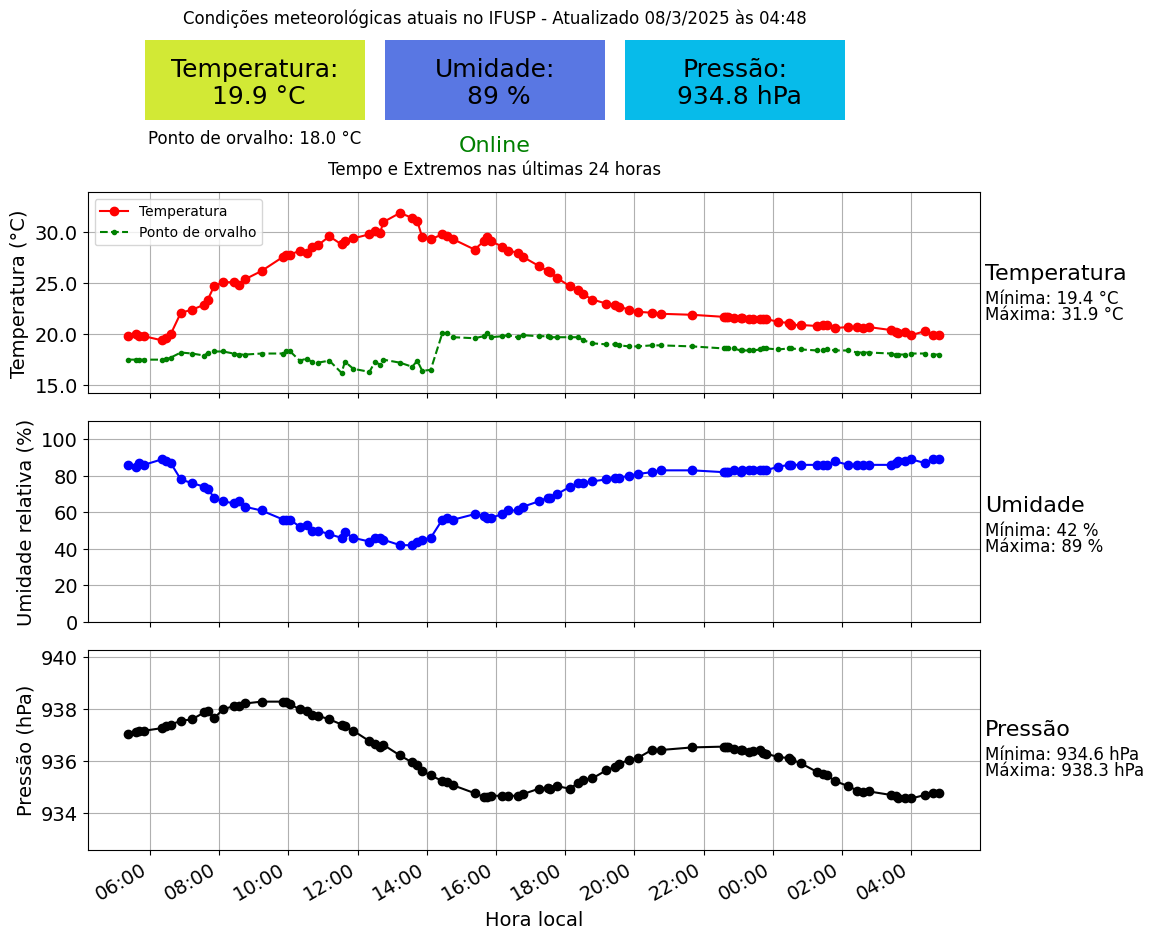 Condições meteorológicas atuais no IFUSP - Atualizado 08/3/2025 às 04:48
Temperatura:
19.9 °C
Umidade:
89 %
Pressão:
934.8 hPa
Ponto de orvalho: 18.0 °C
Online
Tempo e Extremos nas últimas 24 horas
Temperatura
Ponto de orvalho
Temperatura (°C)
30.0
25.0
20.0
15.0
Temperatura
Mínima: 19.4 °C
Máxima: 31.9 °C
Umidade relativa (%)
100
80
60
40
20
0
Umidade
Mínima: 42 %
Máxima: 89 %
Pressão (hPa)
940
938
936
934
Pressão
Mínima: 934.6 hPa
Máxima: 938.3 hPa
06:00 08:00 10:00 12:00 14:00 16:00 18:00 20:00 22:00 00:00 02:00 04:00
Hora local